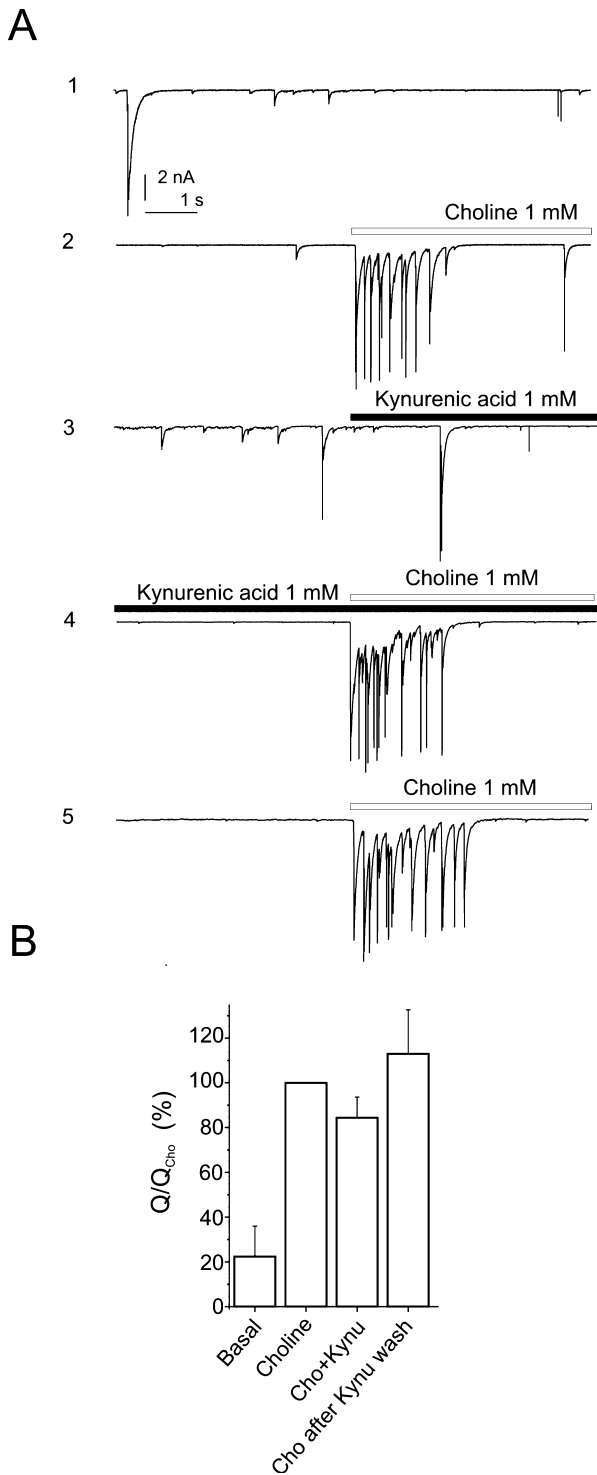 A
1
2 nA
1 s
Choline 1 mM
2
Kynurenic acid 1 mM
3
Choline 1 mM
Kynurenic acid 1 mM
4
Choline 1 mM
5
B
Q/QCho (%)
120
100
80
60
40
20
0
Basal
Choline
Cho+Kynu
Cho after Kynu wash